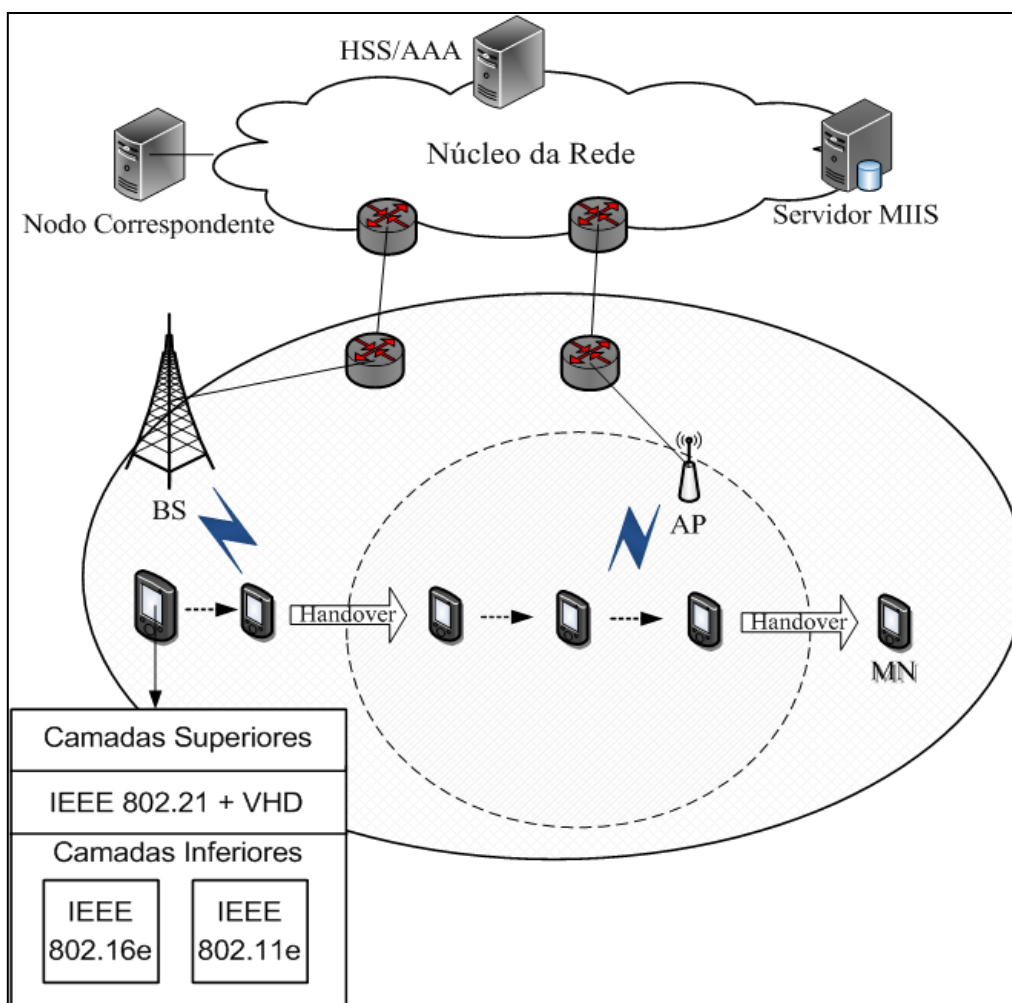 HSS/AAA
Núcleo da Rede
Nodo Correspondente
Servidor MIIS
BS
AP
Handover
Handover
MN
Camadas Superiores
IEEE 802.21 + VHD
Camadas Inferiores
IEEE
802.16e
IEEE
802.11e